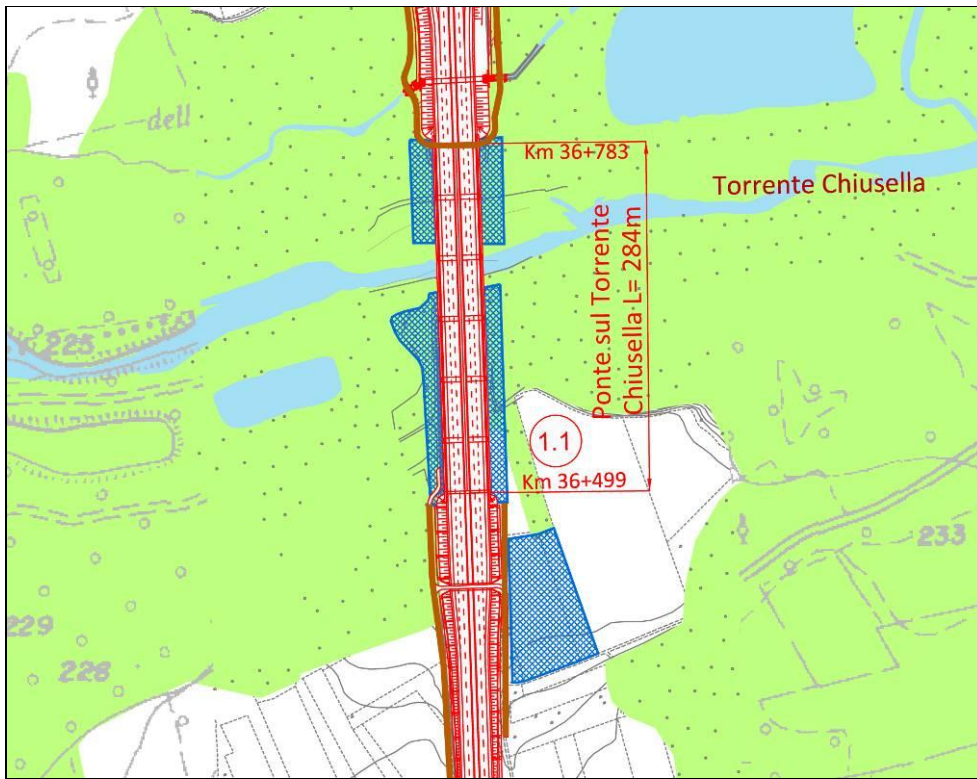 dell
Km 36+783
Torrente Chiusella
Ponte sul Torrente
Chiusella L= 284m
225
1.1
Km 36+499
233
229
228